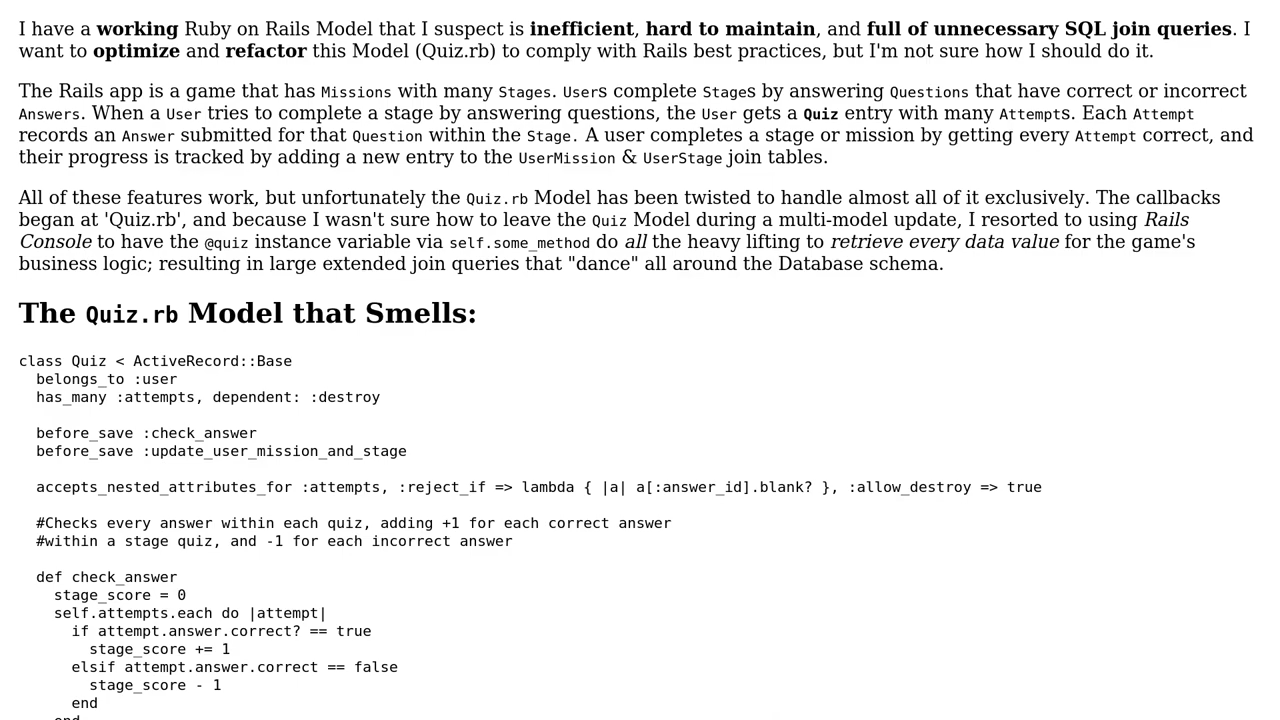 I have a working Ruby on Rails Model that I suspect is inefficient, hard to maintain, and full of unnecessary SQL join queries. I
want to optimize and refactor this Model (Quiz.rb) to comply with Rails best practices, but I'm not sure how I should do it.
The Rails app is a game that has Missions with many Stages. Users complete Stages by answering Questions that have correct or incorrect
Answers. When a User tries to complete a stage by answering questions, the User gets a Quiz entry with many Attempts. Each Attempt
records an Answer submitted for that Question within the Stage. A user completes a stage or mission by getting every Attempt correct, and
their progress is tracked by adding a new entry to the UserMission & UserStage join tables.
All of these features work, but unfortunately the Quiz.rb Model has been twisted to handle almost all of it exclusively. The callbacks
began at 'Quiz.rb', and because I wasn't sure how to leave the Quiz Model during a multi-model update, I resorted to using Rails
Console to have the @quiz instance variable via self.some_method do all the heavy lifting to retrieve every data value for the game's
business logic; resulting in large extended join queries that "dance" all around the Database schema.
The Quiz.rb Model that Smells:
class Quiz < ActiveRecord::Base
  belongs_to :user
  has_many :attempts, dependent: :destroy
  before_save :check_answer
  before_save :update_user_mission_and_stage
  accepts_nested_attributes_for :attempts, :reject_if => lambda { |a| a[:answer_id].blank? }, :allow_destroy => true
  #Checks every answer within each quiz, adding +1 for each correct answer
  #within a stage quiz, and -1 for each incorrect answer
  def check_answer
    stage_score = 0
    self.attempts.each do |attempt|
      if attempt.answer.correct? == true
        stage_score += 1
      elsif attempt.answer.correct == false
        stage_score - 1
      end